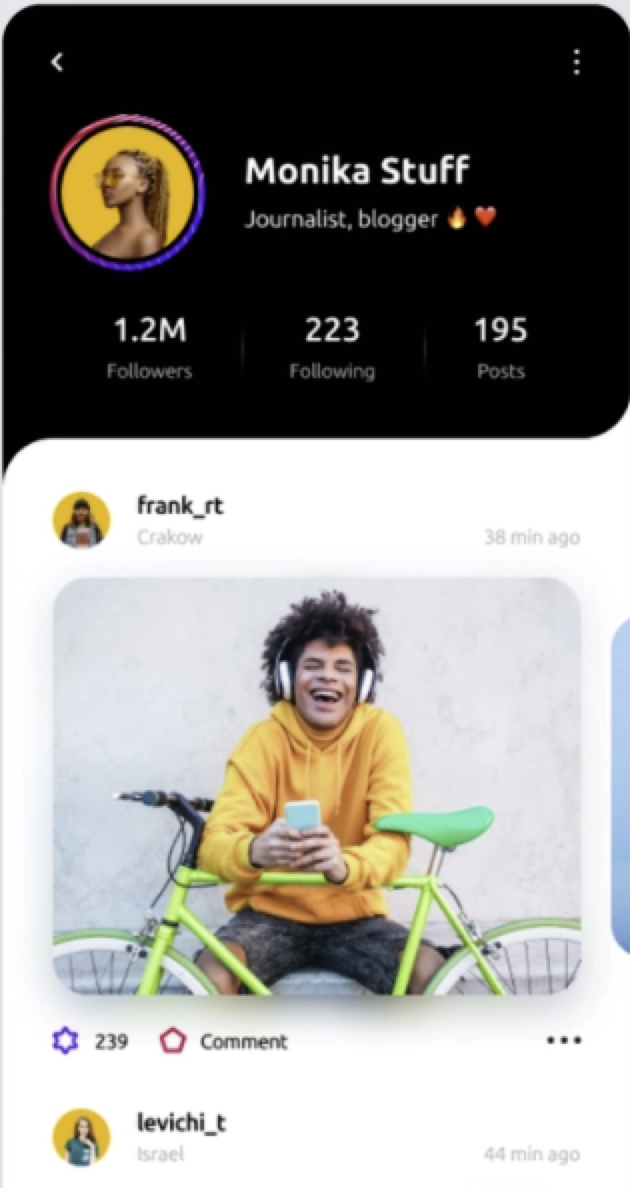 Monika Stuff
Journalist, blogger 🔥 ❤️
1.2M 223 195
Followers Following Posts
frank_rt
Crakow 38 min ago
239 Comment
levichi_t
Israel 44 min ago